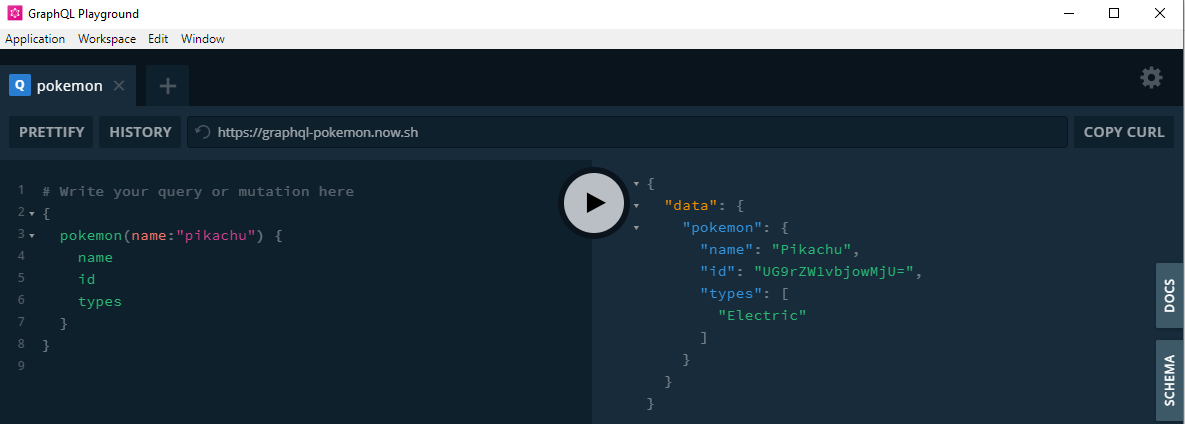 GraphQL Playground
Application Workspace Edit Window
Q pokemon
PRETTIFY HISTORY https://graphql-pokemon.now.sh COPY CURL
1 # Write your query or mutation here
2 {
3 pokemon(name:"pikachu") {
4 name
5 id
6 types
7 }
8 }
9
{
"data": {
"pokemon": {
"name": "Pikachu",
"id": "UG9rZW1vbjowMjU=",
"types": [
"Electric"
]
}
}
}
DOCS
SCHEMA